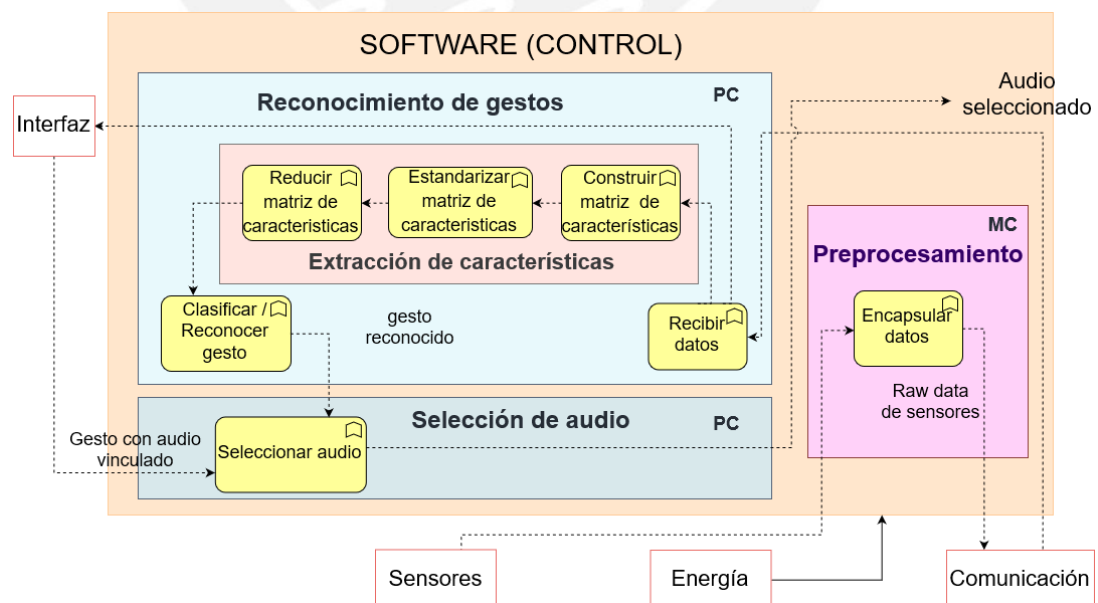 SOFTWARE (CONTROL)
Reconocimiento de gestos
PC
Audio
seleccionado
Interfaz
Reducir
matriz de
caracteristicas
Estandarizar
matriz de
caracteristicas
Construir
matriz de
características
Extracción de características
MC
Preprocesamiento
Clasificar /
Reconocer
gesto
gesto
reconocido
Recibir
datos
Encapsular
datos
Raw data
de sensores
Selección de audio
PC
Gesto con audio
vinculado
Seleccionar audio
Sensores
Energía
Comunicación